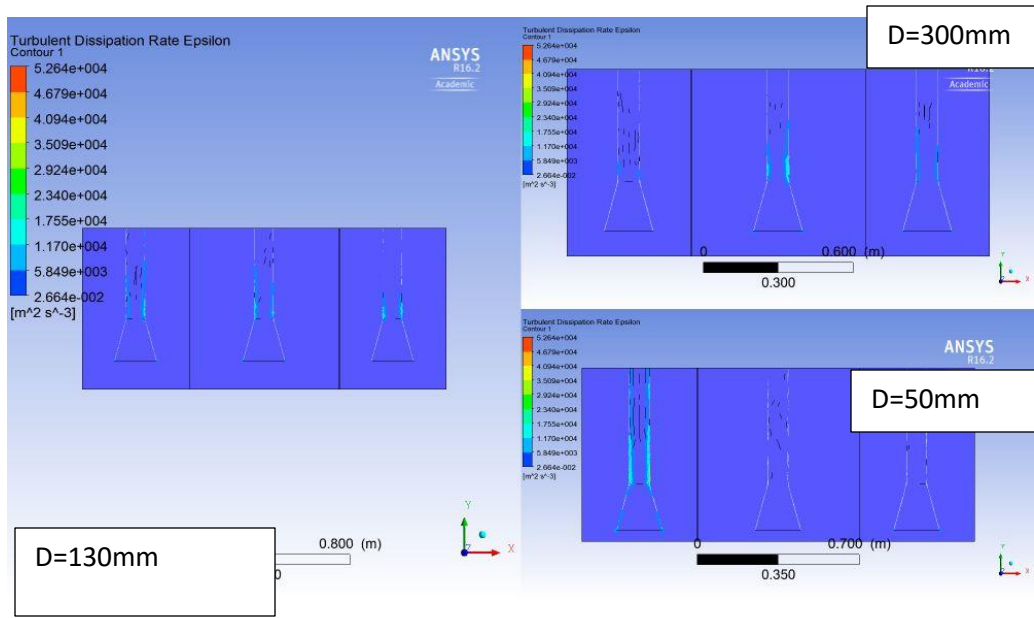 Turbulent Dissipation Rate Epsilon
Contour 1
5.264e+004
4.679e+004
4.094e+004
3.509e+004
2.924e+004
2.340e+004
1.755e+004
1.170e+004
5.849e+003
2.664e-002
[m^2 s^-3]
ANSYS
R16.2
Academic
0.800 (m)
Y
X
Z
D=130mm
Turbulent Dissipation Rate Epsilon
Contour 1
5.264e+004
4.679e+004
4.094e+004
3.509e+004
2.924e+004
2.340e+004
1.755e+004
1.170e+004
5.849e+003
2.664e-002
[m^2 s^-3]
D=300mm
R16.2
Academic
0 0.600 (m)
0.300
Y
X
Z
Turbulent Dissipation Rate Epsilon
Contour 1
5.264e+004
4.679e+004
4.094e+004
3.509e+004
2.924e+004
2.340e+004
1.755e+004
1.170e+004
5.849e+003
2.664e-002
[m^2 s^-3]
ANSYS
R16.2
D=50mm
0 0.700 (m)
0.350
Y
X
Z